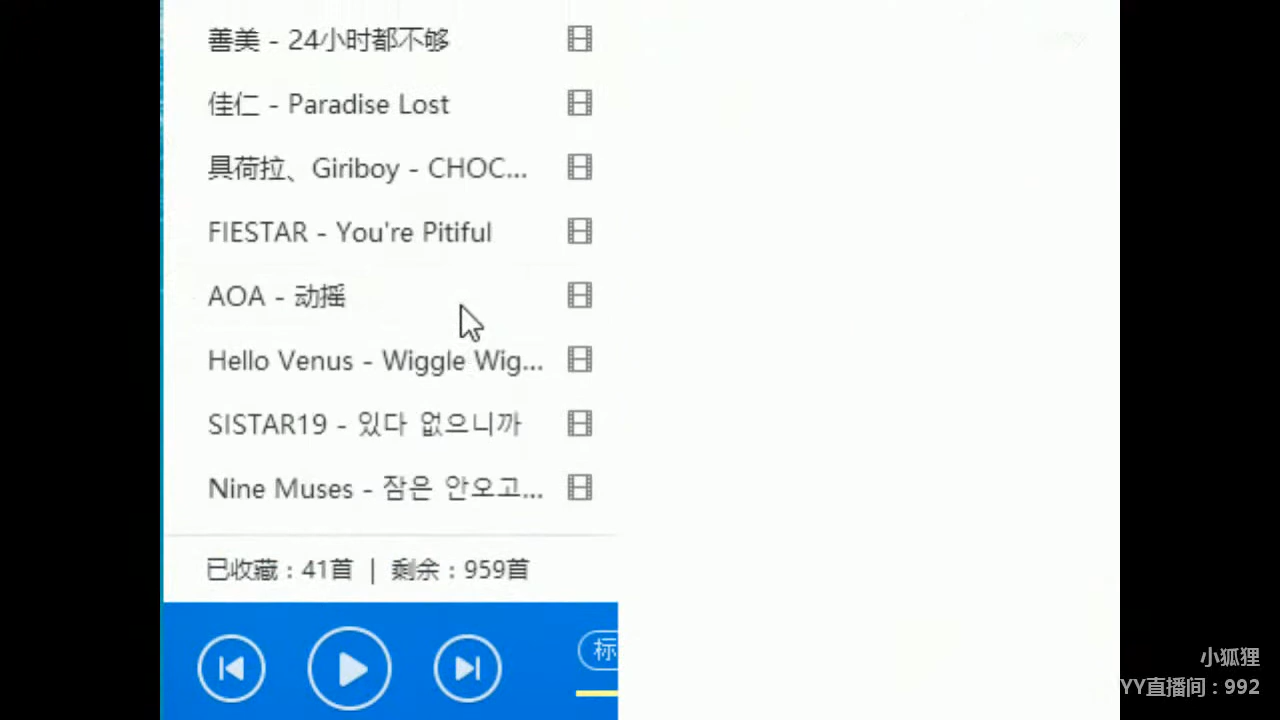 善美 - 24小时都不够
佳仁 - Paradise Lost
具荷拉、Giriboy - CHOC...
FIESTAR - You're Pitiful
AOA - 动摇
Hello Venus - Wiggle Wig...
SISTAR19 - 있다 없으니까
Nine Muses - 잠은 안오고...
已收藏：41首 | 剩余：959首
标
小狐狸
YY直播间：992